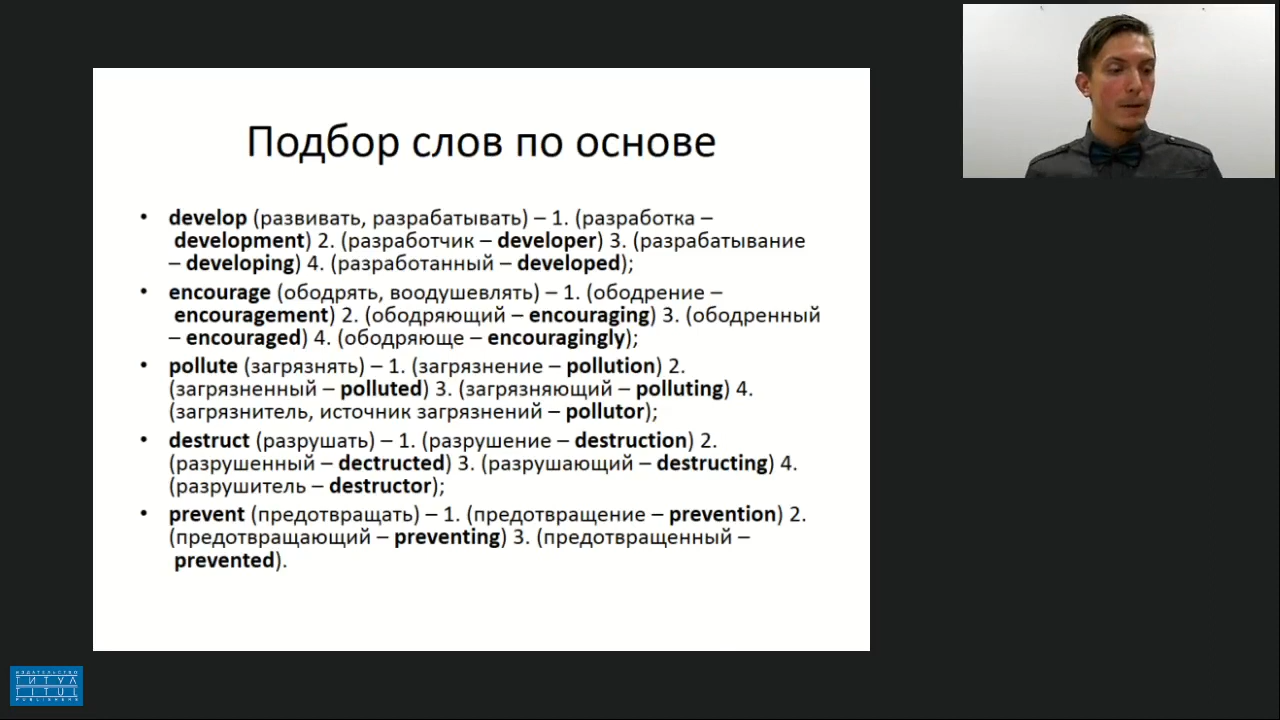 Подбор слов по основе
• develop (развивать, разрабатывать) – 1. (разработка –
development) 2. (разработчик – developer) 3. (разрабатывание
– developing) 4. (разработанный – developed);
• encourage (ободрять, воодушевлять) – 1. (ободрение –
encouragement) 2. (ободряющий – encouraging) 3. (ободренный
– encouraged) 4. (ободряюще – encouragingly);
• pollute (загрязнять) – 1. (загрязнение – pollution) 2.
(загрязненный – polluted) 3. (загрязняющий – polluting) 4.
(загрязнитель, источник загрязнений – pollutor);
• destruct (разрушать) – 1. (разрушение – destruction) 2.
(разрушенный – dectructed) 3. (разрушающий – destructing) 4.
(разрушитель – destructor);
• prevent (предотвращать) – 1. (предотвращение – prevention) 2.
(предотвращающий – preventing) 3. (предотвращенный –
prevented).
ИЗДАТЕЛЬСТВО
ТИТУЛ
TITUL
PUBLISHERS